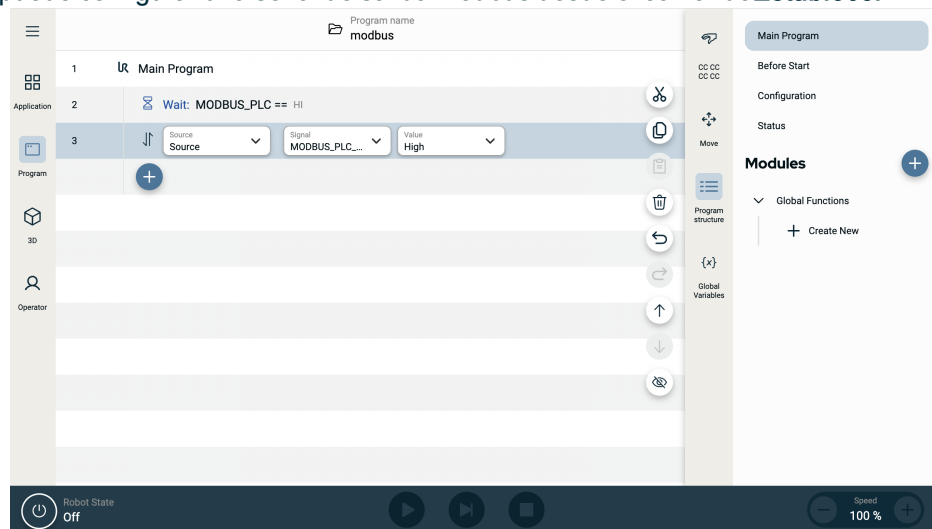 Program name
modbus
Main Program
Before Start
Configuration
Status
Modules
Global Functions
Create New
Application
Program
3D
Operator
1 Main Program
2 Wait: MODBUS_PLC == HI
3
Source
Source
Signal
MODBUS_PLC_...
Value
High
CC CC
CC CC
Move
Program
structure
{x}
Global
Variables
Robot State
Off
Speed
100 %